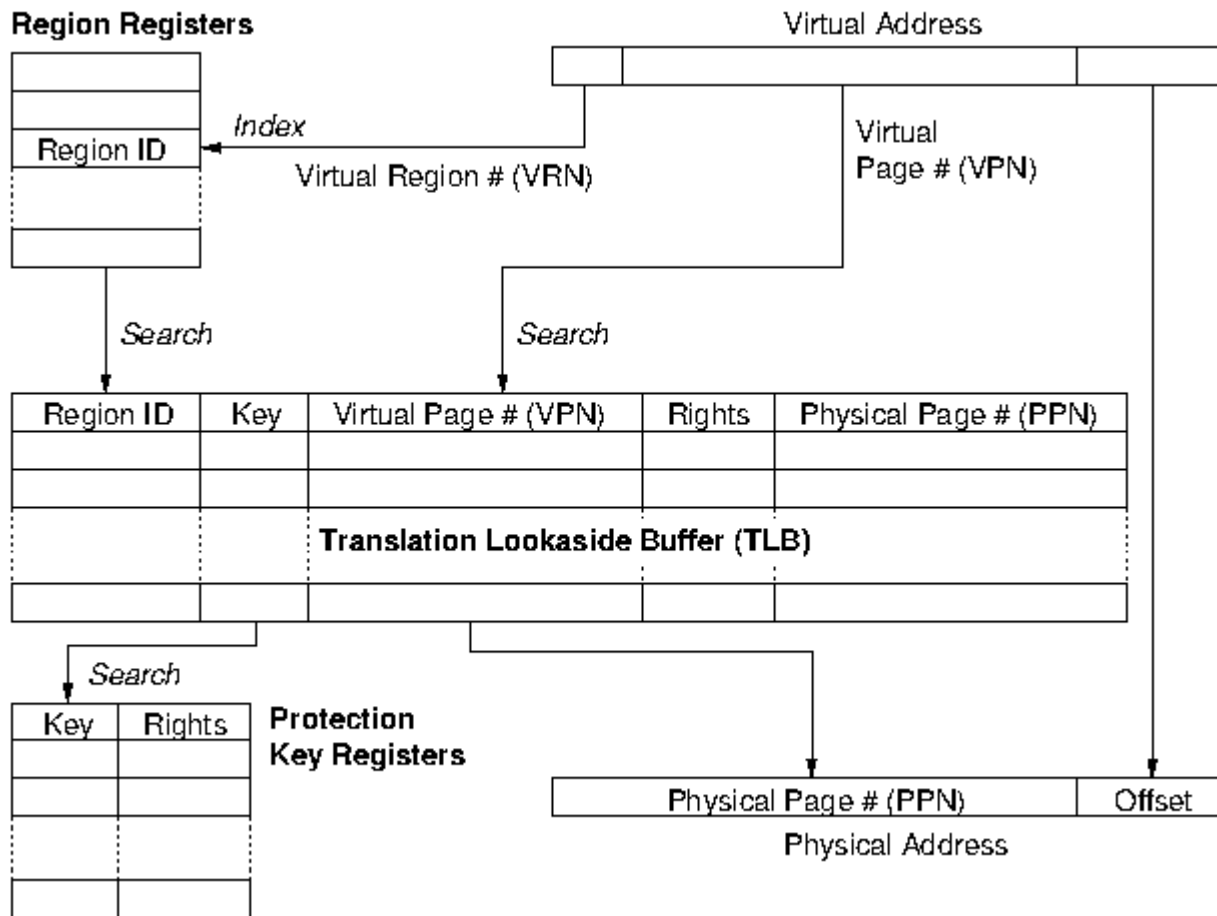 Region Registers
Virtual Address
Index
Region ID
Virtual Region # (VRN)
Virtual
Page # (VPN)
Search
Search
Region ID Key Virtual Page # (VPN) Rights Physical Page # (PPN)
Translation Lookaside Buffer (TLB)
Search
Key Rights
Protection
Key Registers
Physical Page # (PPN) Offset
Physical Address